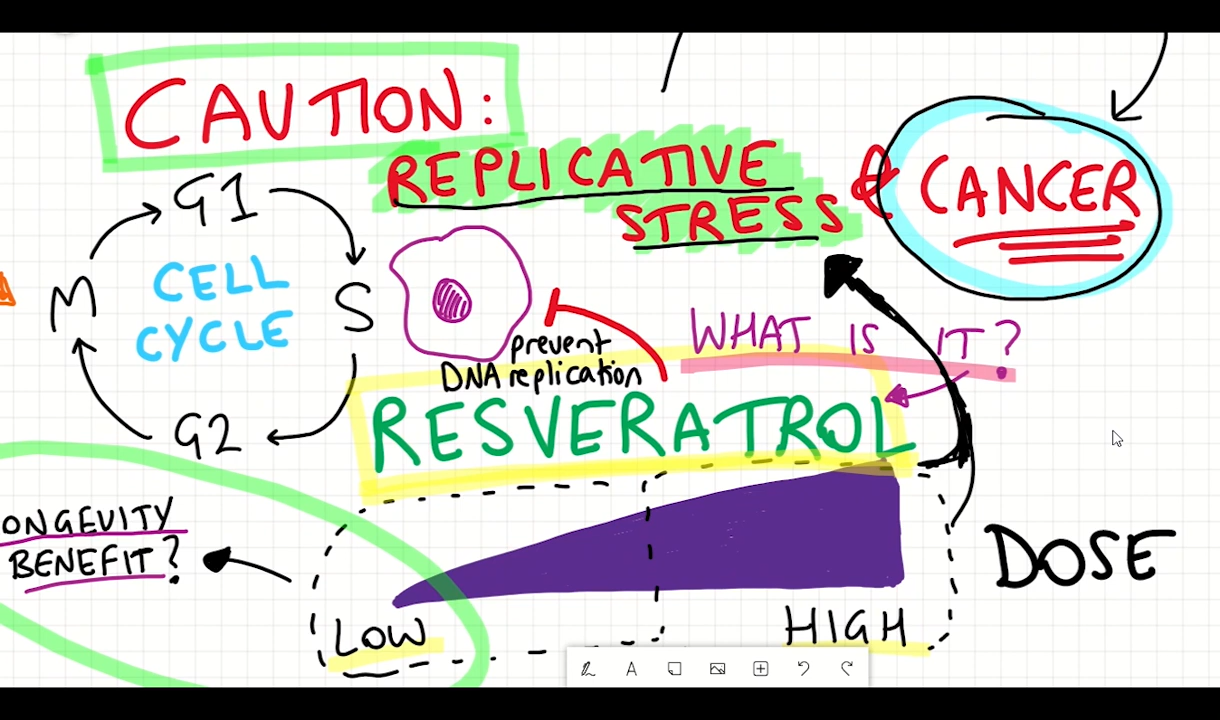 CAUTION:
REPLICATIVE
STRESS & CANCER
G1
CELL
CYCLE
M
S
G2
WHAT IS IT?
prevent
DNA replication
RESVERATROL
ONGEVITY
BENEFIT?
DOSE
LOW
HIGH
A